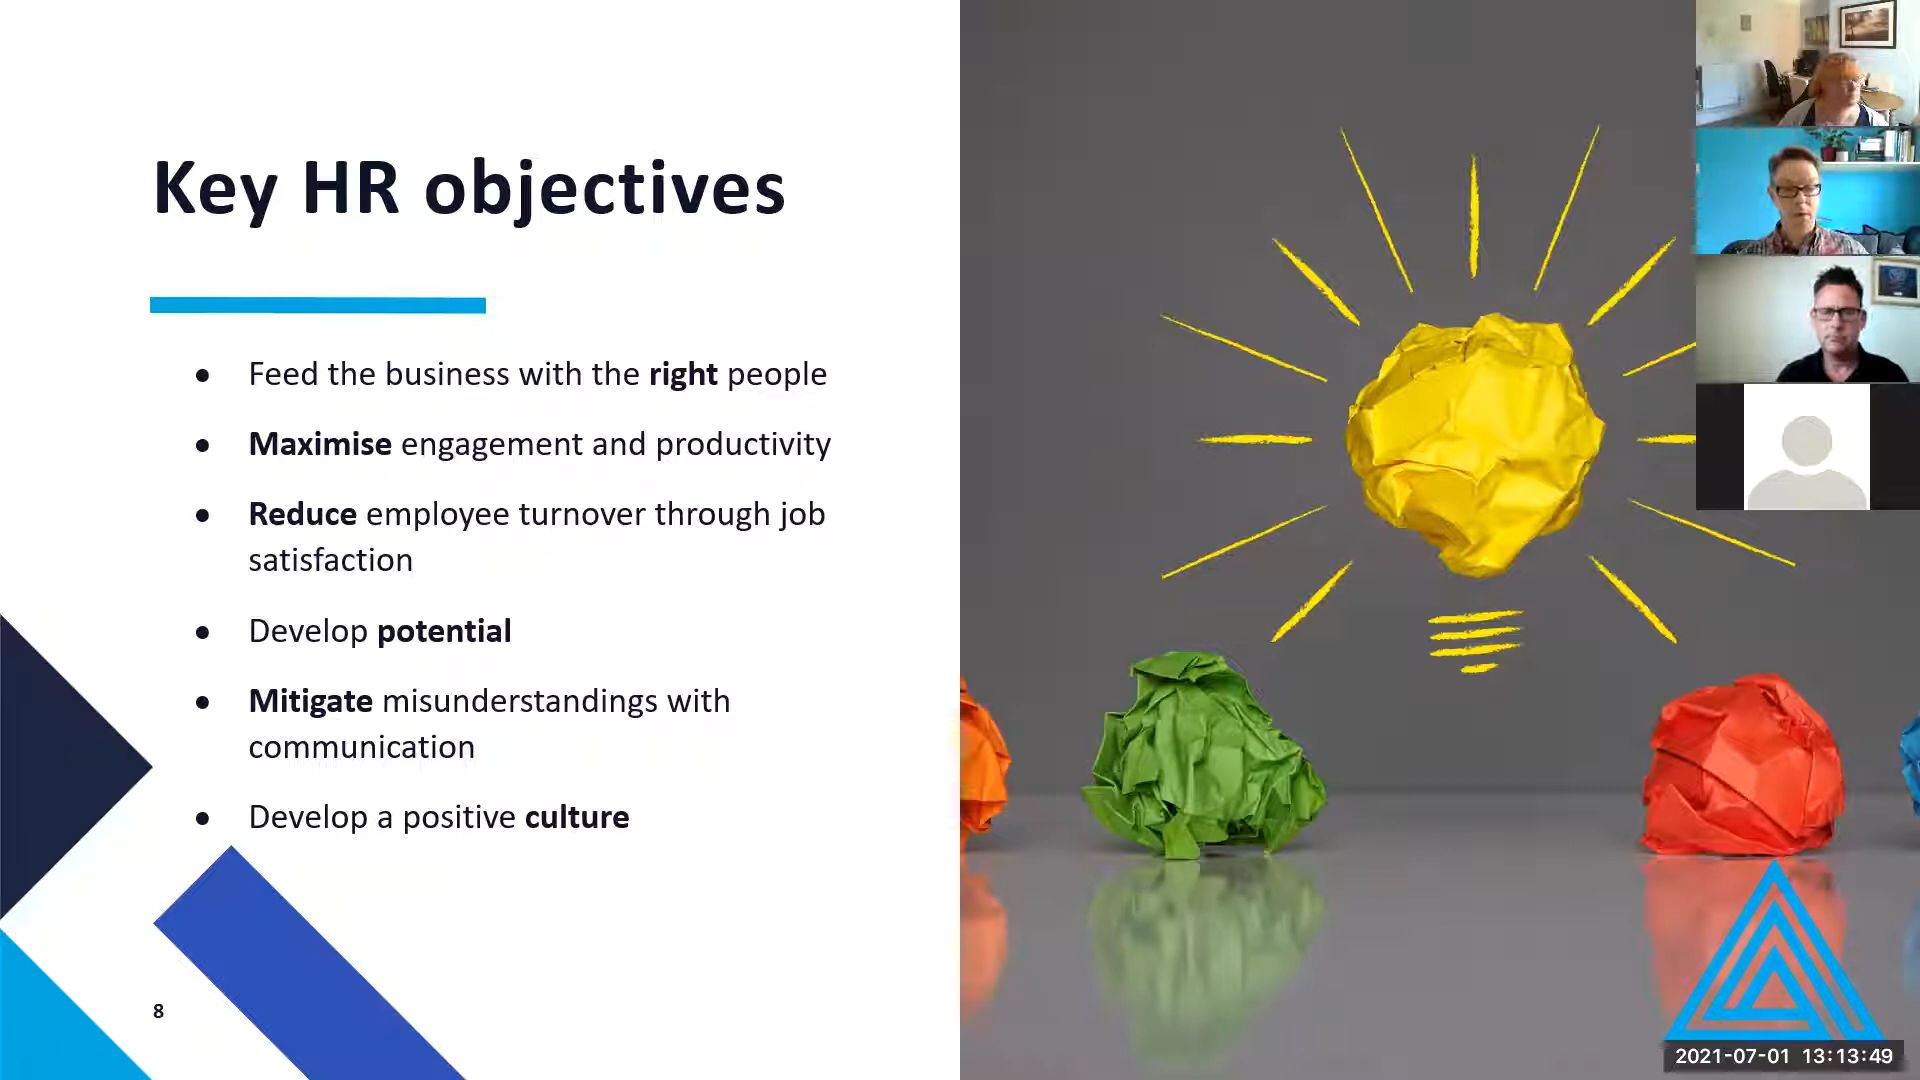 Key HR objectives
• Feed the business with the right people
• Maximise engagement and productivity
• Reduce employee turnover through job
satisfaction
• Develop potential
• Mitigate misunderstandings with
communication
• Develop a positive culture
8
2021-07-01 13:13:49